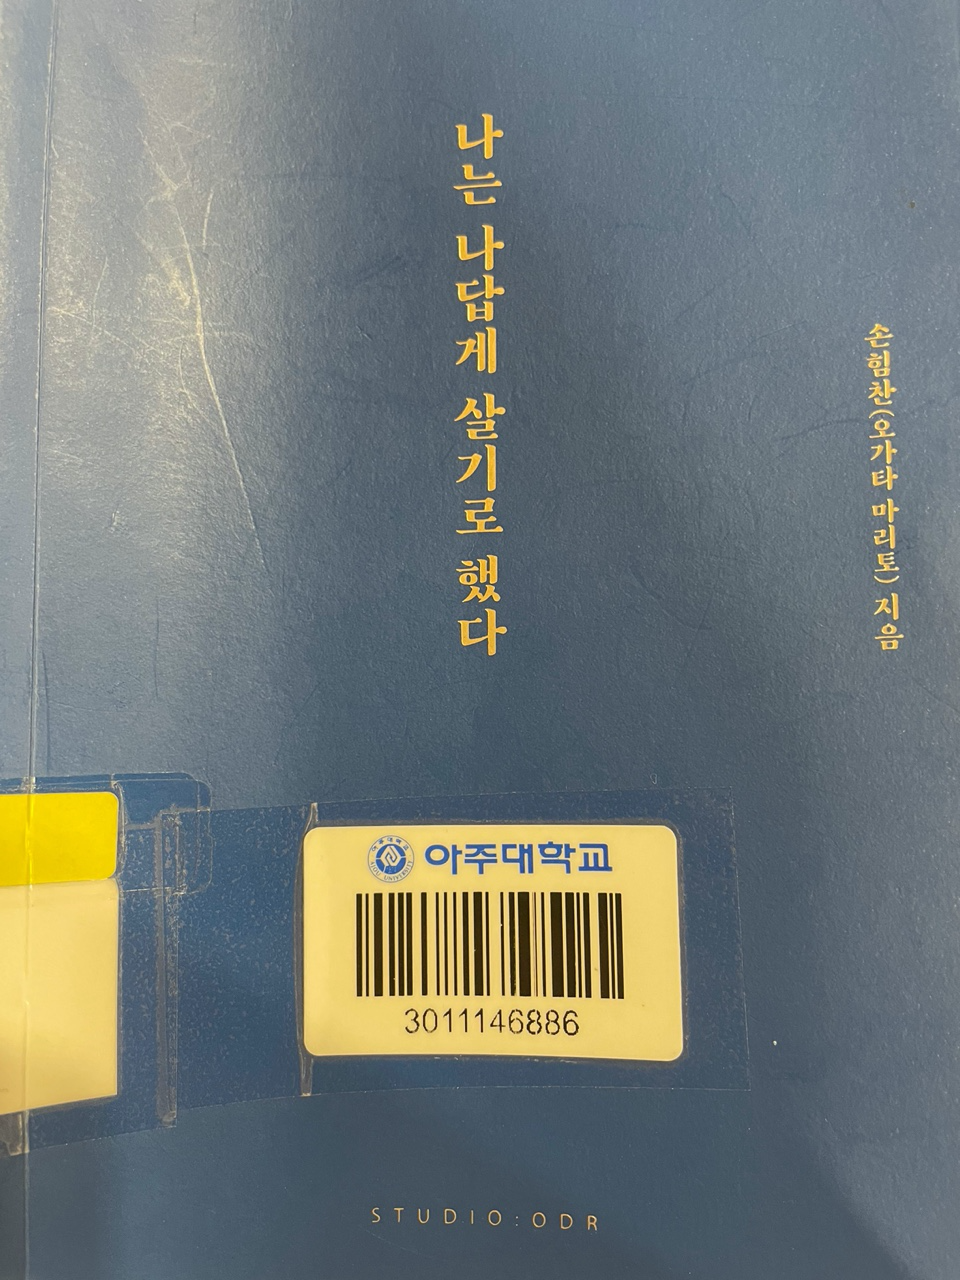 나는 나답게 살기로 했다
손힘찬(오가타 마리토) 지음
아주대학교
3011146886
STUDIO:ODR